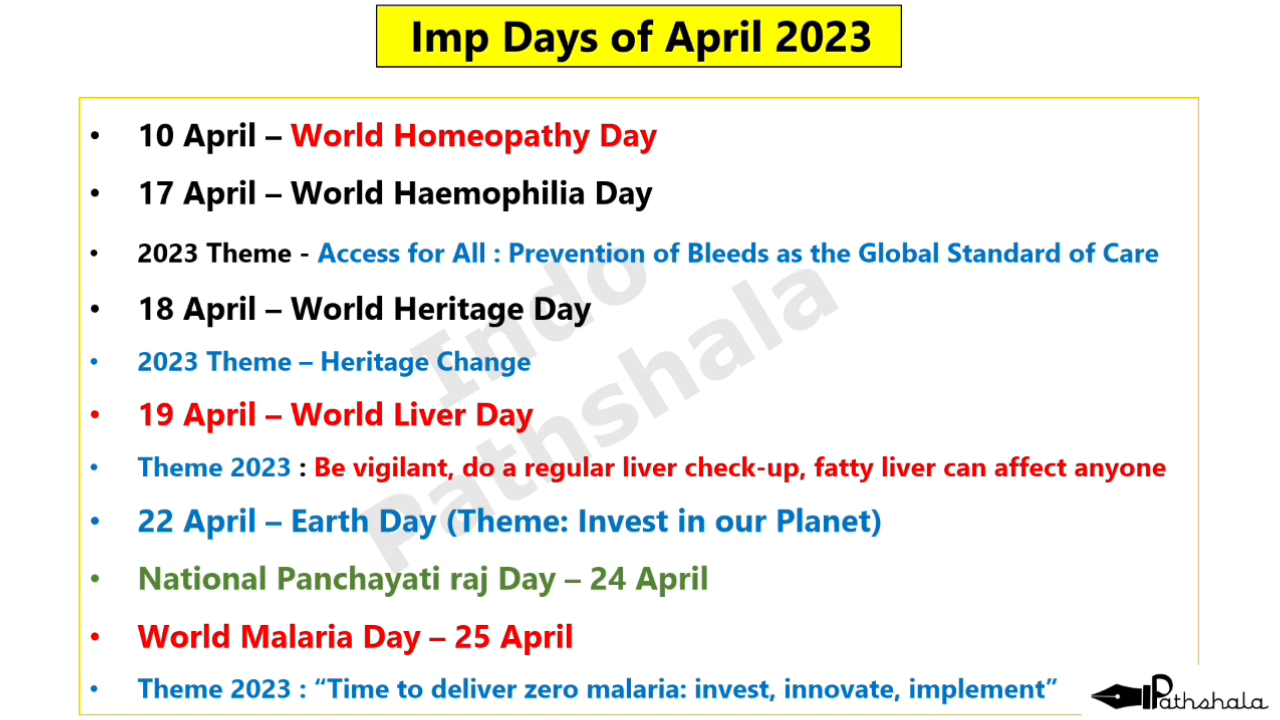 Imp Days of April 2023
• 10 April – World Homeopathy Day
• 17 April – World Haemophilia Day
• 2023 Theme - Access for All : Prevention of Bleeds as the Global Standard of Care
• 18 April – World Heritage Day
• 2023 Theme – Heritage Change
• 19 April – World Liver Day
• Theme 2023 : Be vigilant, do a regular liver check-up, fatty liver can affect anyone
• 22 April – Earth Day (Theme: Invest in our Planet)
• National Panchayati raj Day – 24 April
• World Malaria Day – 25 April
• Theme 2023 : “Time to deliver zero malaria: invest, innovate, implement”
Indo
Pathshala
Pathshala